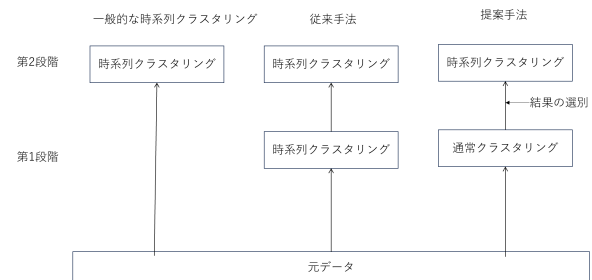 一般的な時系列クラスタリング
従来手法
提案手法
第2段階
時系列クラスタリング
時系列クラスタリング
時系列クラスタリング
結果の選別
第1段階
時系列クラスタリング
通常クラスタリング
元データ